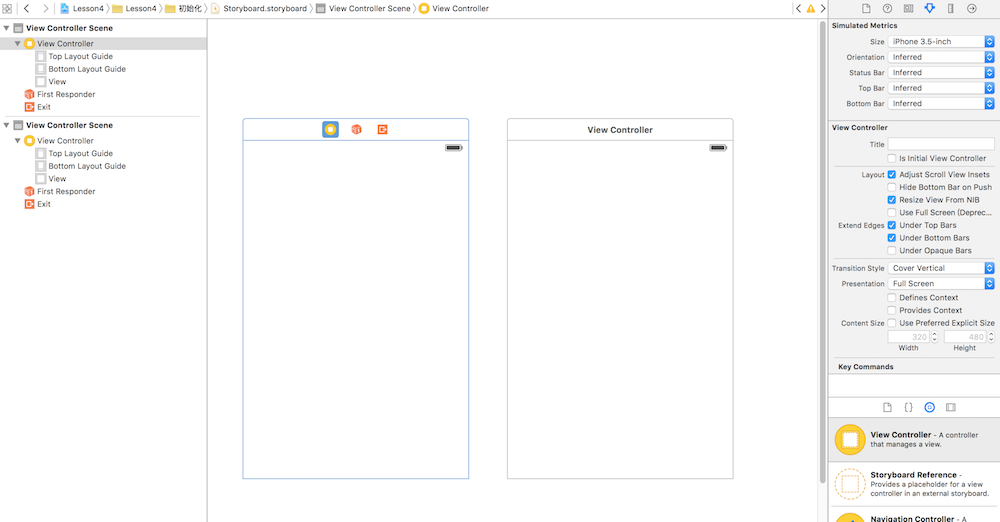 Lesson4 Lesson4 初始化 Storyboard.storyboard View Controller Scene View Controller
View Controller Scene
View Controller
Top Layout Guide
Bottom Layout Guide
View
First Responder
Exit
View Controller Scene
View Controller
Top Layout Guide
Bottom Layout Guide
View
First Responder
Exit
View Controller
Simulated Metrics
Size iPhone 3.5-inch
Orientation Inferred
Status Bar Inferred
Top Bar Inferred
Bottom Bar Inferred
View Controller
Title
Is Initial View Controller
Layout Adjust Scroll View Insets
Hide Bottom Bar on Push
Resize View From NIB
Use Full Screen (Deprec...
Extend Edges Under Top Bars
Under Bottom Bars
Under Opaque Bars
Transition Style Cover Vertical
Presentation Full Screen
Defines Context
Provides Context
Content Size Use Preferred Explicit Size
320 480
Width Height
Key Commands
View Controller - A controller
that manages a view.
Storyboard Reference -
Provides a placeholder for a view
controller in an external storyboard.
Navigation Controller - A